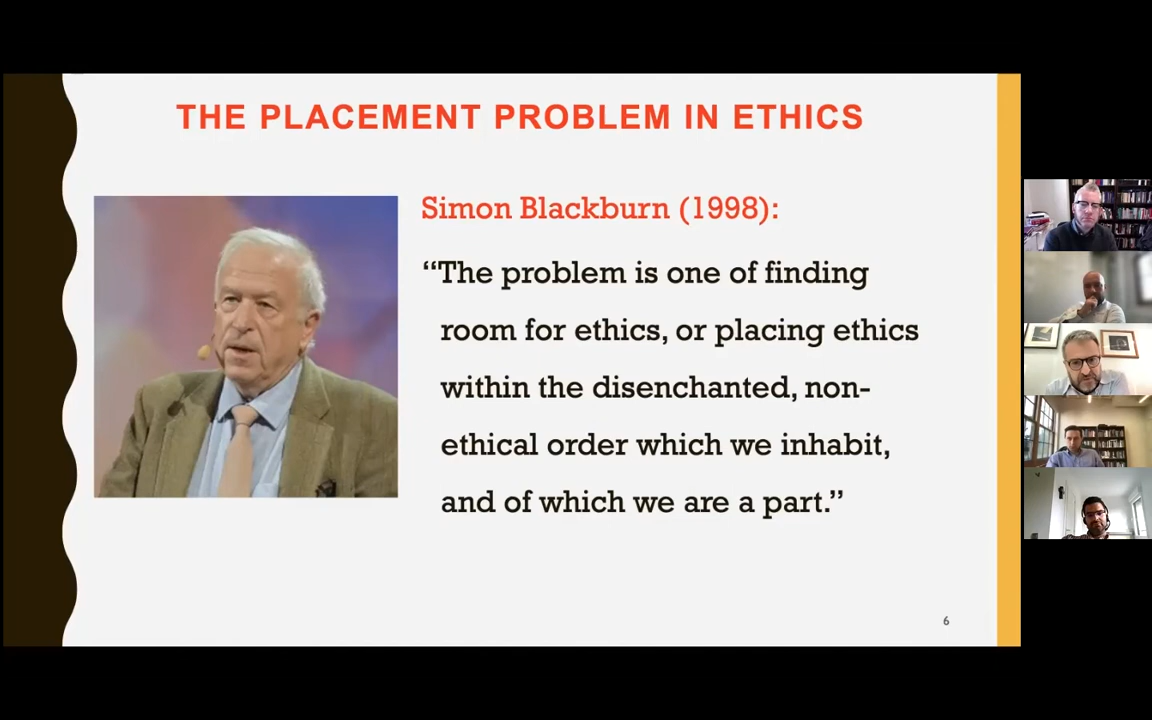 THE PLACEMENT PROBLEM IN ETHICS
Simon Blackburn (1998):
“The problem is one of finding
room for ethics, or placing ethics
within the disenchanted, non-
ethical order which we inhabit,
and of which we are a part.”
6